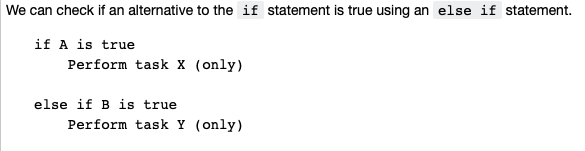 We can check if an alternative to the if statement is true using an else if statement.
if A is true
Perform task X (only)
else if B is true
Perform task Y (only)